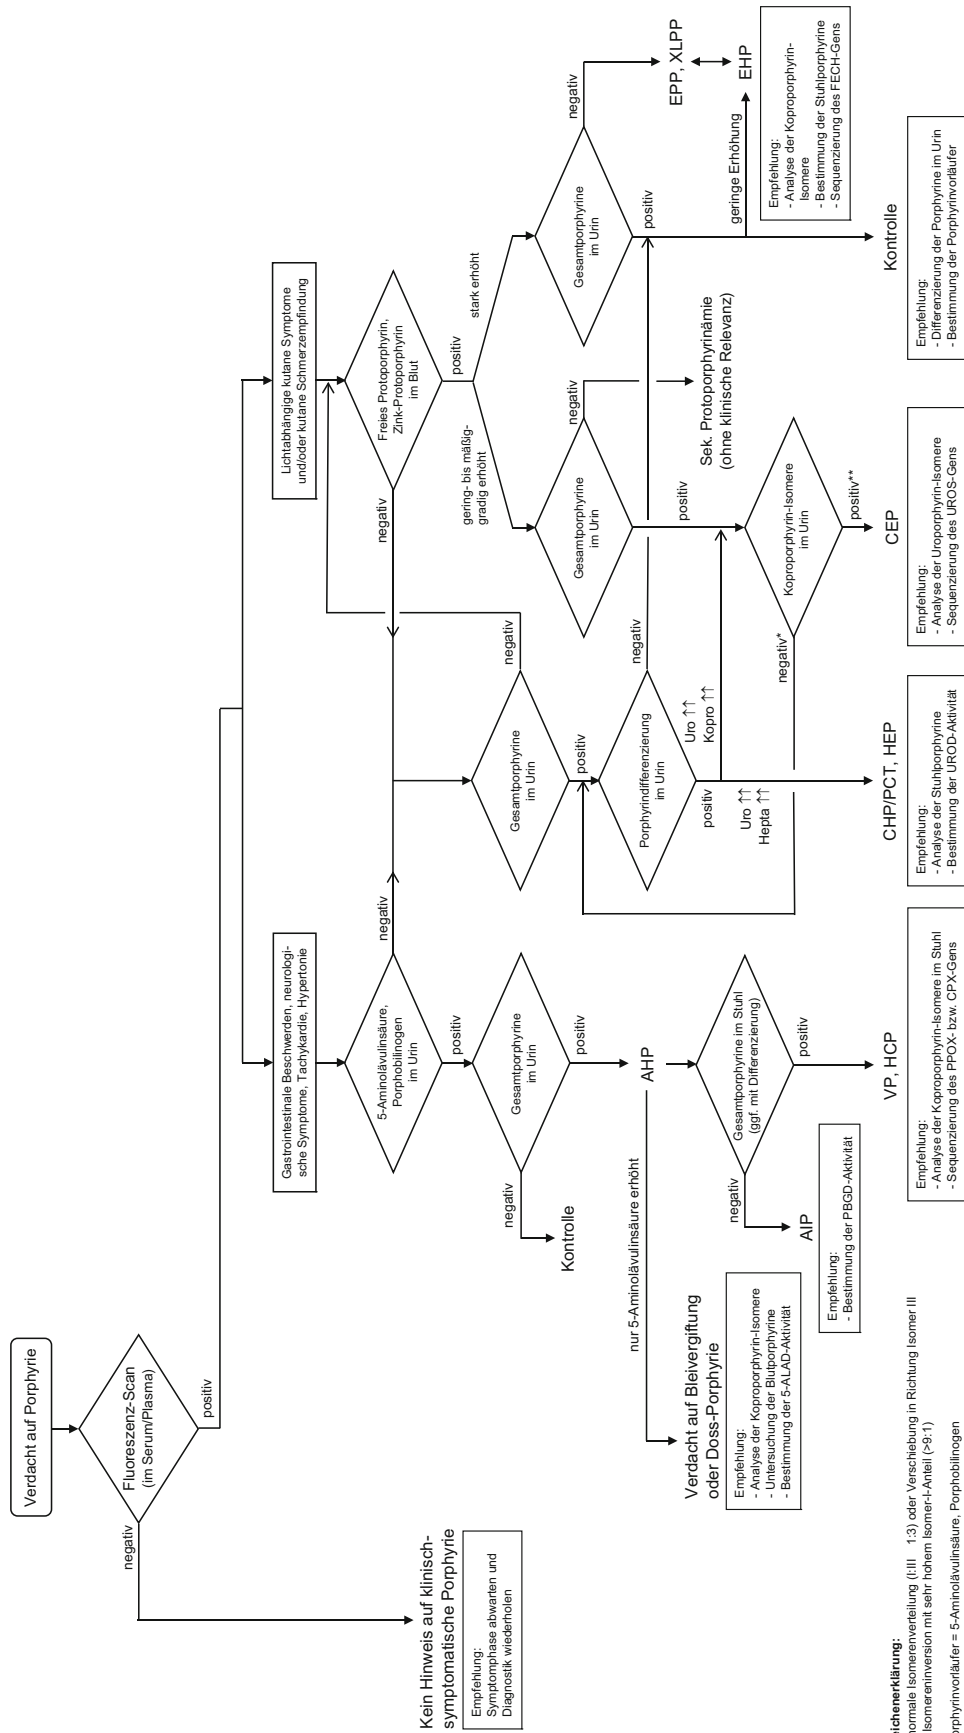 Verdacht auf Porphyrie
Fluoreszenz-Scan
(im Serum/Plasma)
negativ
positiv
Kein Hinweis auf klinisch-
symptomatische Porphyrie
Empfehlung:
Symptomphase abwarten und
Diagnostik wiederholen
Gastrointestinale Beschwerden, neurologi-
sche Symptome, Tachykardie, Hypertonie
5-Aminolävulinsäure,
Porphobilinogen
im Urin
negativ
positiv
Gesamtporphyrine
im Urin
negativ
positiv
Kontrolle
AHP
nur 5-Aminolävulinsäure erhöht
Verdacht auf Bleivergiftung
oder Doss-Porphyrie
Empfehlung:
- Analyse der Koproporphyrin-Isomere
- Untersuchung der Blutporphyrine
- Bestimmung der 5-ALAD-Aktivität
Gesamtporphyrine im Stuhl
(ggf. mit Differenzierung)
negativ
positiv
AIP
Empfehlung:
- Bestimmung der PBGD-Aktivität
VP, HCP
Empfehlung:
- Analyse der Koproporphyrin-Isomere im Stuhl
- Sequenzierung des PPOX- bzw. CPX-Gens
Lichtabhängige kutane Symptome
und/oder kutane Schmerzempfindung
Freies Protoporphyrin,
Zink-Protoporphyrin
im Blut
negativ
positiv
gering- bis mäßig-
gradig erhöht
stark erhöht
Gesamtporphyrine
im Urin
negativ
positiv
Porphyrindifferenzierung
im Urin
negativ
positiv
Uro ↑↑
Hepta ↑↑
Uro ↑↑
Kopro ↑↑
CHP/PCT, HEP
Empfehlung:
- Analyse der Stuhlporphyrine
- Bestimmung der UROD-Aktivität
Gesamtporphyrine
im Urin
negativ
positiv
Sek. Protoporphyrinämie
(ohne klinische Relevanz)
Koproporphyrin-Isomere
im Urin
negativ*
positiv**
CEP
Empfehlung:
- Analyse der Uroporphyrin-Isomere
- Sequenzierung des UROS-Gens
Gesamtporphyrine
im Urin
negativ
positiv
EPP, XLPP
EHP
geringe Erhöhung
Empfehlung:
- Analyse der Koproporphyrin-
Isomere
- Bestimmung der Stuhlporphyrine
- Sequenzierung des FECH-Gens
Kontrolle
Empfehlung:
- Differenzierung der Porphyrine im Urin
- Bestimmung der Porphyrinvorläufer
ichenerklärung:
normale Isomerenverteilung (I:III 1:3) oder Verschiebung in Richtung Isomer III
Isomereninversion mit sehr hohem Isomer-I-Anteil (>9:1)
orphyrinvorläufer = 5-Aminolävulinsäure, Porphobilinogen